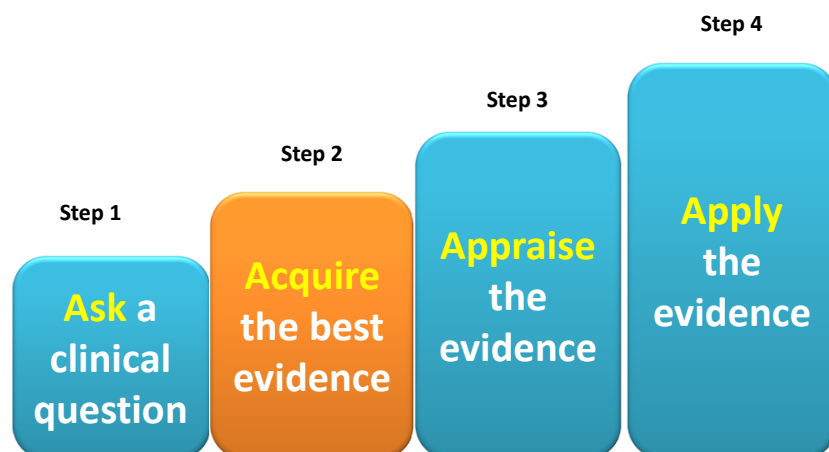 Step 1
Ask a
clinical
question
Step 2
Acquire
the best
evidence
Step 3
Appraise
the
evidence
Step 4
Apply
the
evidence